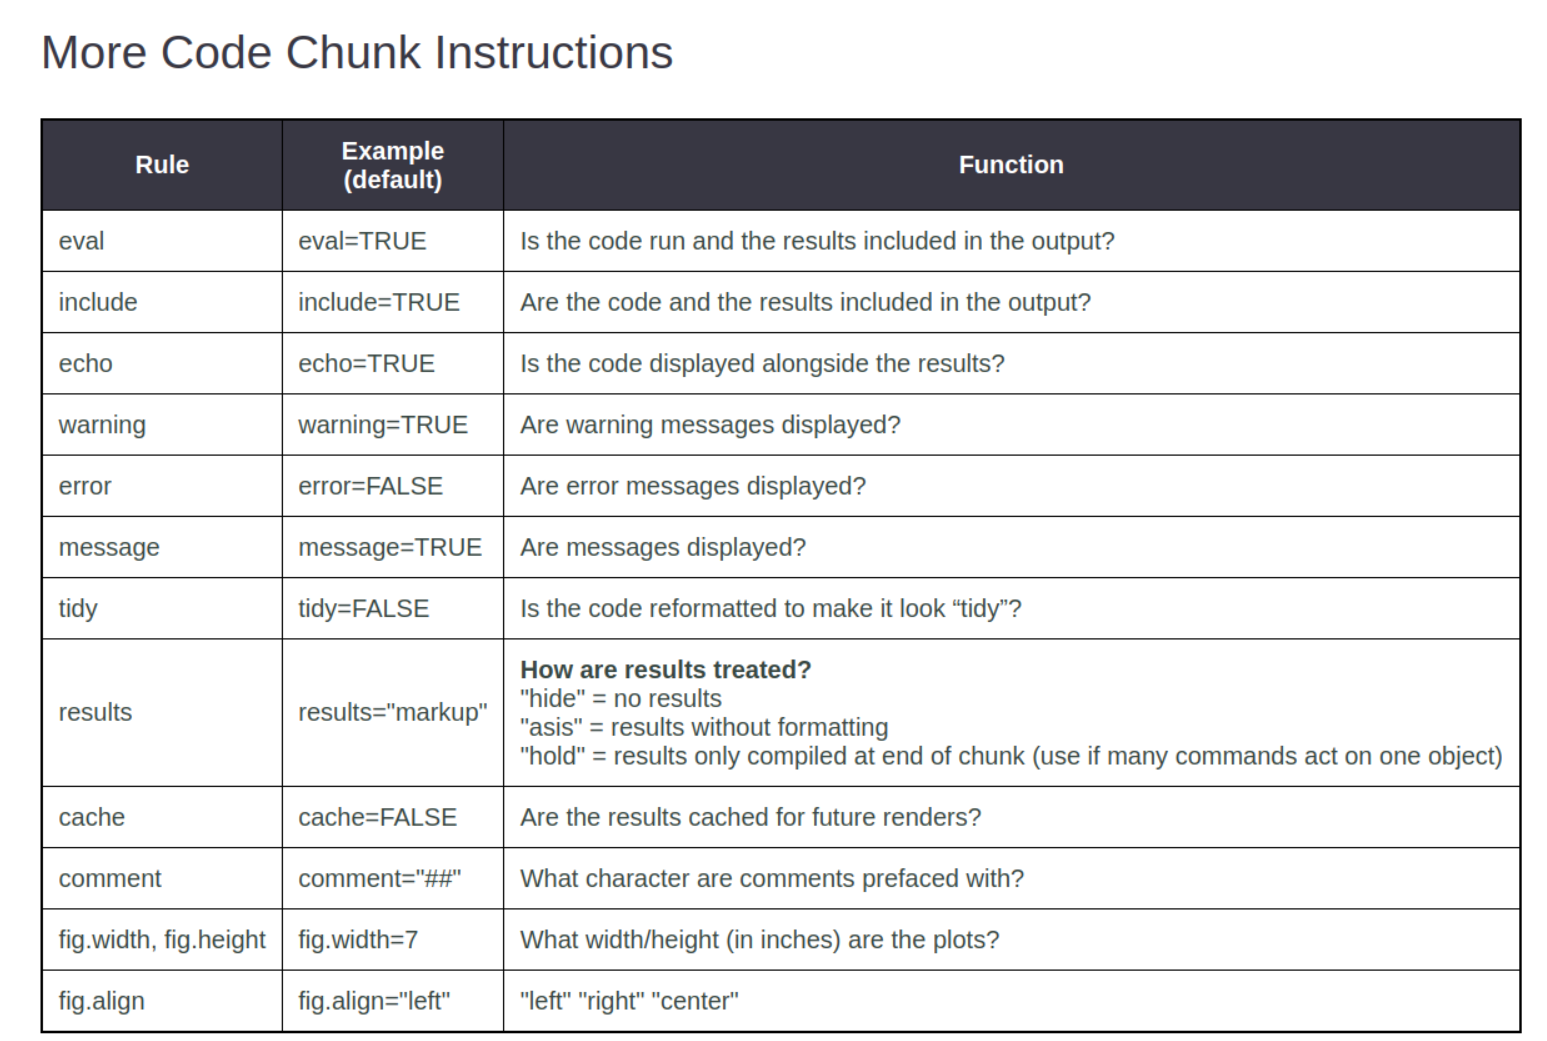 More Code Chunk Instructions
Rule
Example
(default)
Function
eval
eval=TRUE
Is the code run and the results included in the output?
include
include=TRUE
Are the code and the results included in the output?
echo
echo=TRUE
Is the code displayed alongside the results?
warning
warning=TRUE
Are warning messages displayed?
error
error=FALSE
Are error messages displayed?
message
message=TRUE
Are messages displayed?
tidy
tidy=FALSE
Is the code reformatted to make it look “tidy”?
results
results="markup"
How are results treated?
"hide" = no results
"asis" = results without formatting
"hold" = results only compiled at end of chunk (use if many commands act on one object)
cache
cache=FALSE
Are the results cached for future renders?
comment
comment="##"
What character are comments prefaced with?
fig.width, fig.height
fig.width=7
What width/height (in inches) are the plots?
fig.align
fig.align="left"
"left" "right" "center"